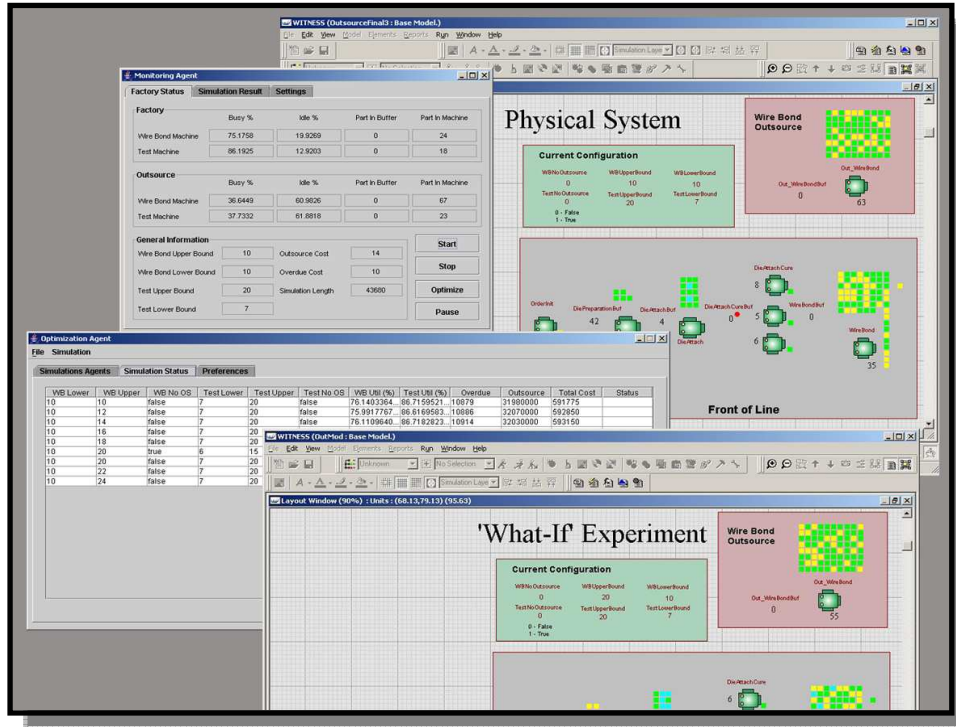 WITNESS (OutsourceFinal3 : Base Model.)
File Edit View Model Elements Reports Run Window Help
Simulation Laye
Monitoring Agent
Factory Status Simulation Result Settings
Factory
Busy % Idle % Part In Buffer Part In Machine
Wire Bond Machine 75.1758 19.9269 0 24
Test Machine 86.1925 12.9203 0 18
Outsource
Busy % Idle % Part In Buffer Part In Machine
Wire Bond Machine 36.6449 60.9826 0 67
Test Machine 37.7332 61.8818 0 23
General Information
Wire Bond Upper Bound 10 Outsource Cost 14
Wire Bond Lower Bound 10 Overdue Cost 10
Test Upper Bound 20 Simulation Length 43680
Test Lower Bound 7
Start
Stop
Optimize
Pause
Physical System
Current Configuration
WBNoOutsource WBUpperBound WBLowerBound
0 10 10
TestNoOutsource TestUpperBound TestLowerBound
0 20 7
0 - False
1 - True
Wire Bond
Outsource
Out_WireBond
Out_WireBondBuf
0
63
DieAttachCure
8
OrderInit DiePreparationBuf DieAttachBuf DieAttachCureBuf WireBondBuf
42 4 0 5 0
DieAttach
WireBond
6
35
Front of Line
Optimization Agent
File Simulation
Simulations Agents Simulation Status Preferences
WB Lower WB Upper WB No OS Test Lower Test Upper Test No OS WB Util (%) Test Util (%) Overdue Outsource Total Cost Status
10 10 false 7 20 false 76.1403364... 86.7159521... 10879 31980000 591775
10 12 false 7 20 false 75.9917767... 86.6169583... 10886 32070000 592850
10 14 false 7 20 false 76.1109640... 86.7182823... 10914 32030000 593150
10 16 false 7 20
10 18 false 7 20
10 20 true 6 15
10 20 false 7 20
10 22 false 7 20
10 24 false 7 20
WITNESS (OutMod : Base Model.)
File Edit View Model Elements Reports Run Window Help
Unknown No Selection
Simulation Laye
Layout Window (90%) : Units : (68.13,79.13) (95.63)
'What-If' Experiment
Current Configuration
WBNoOutsource WBUpperBound WBLowerBound
0 20 10
TestNoOutsource TestUpperBound TestLowerBound
0 20 7
0 - False
1 - True
Wire Bond
Outsource
Out_WireBond
Out_WireBondBuf
0
55
DieAttachCure
6